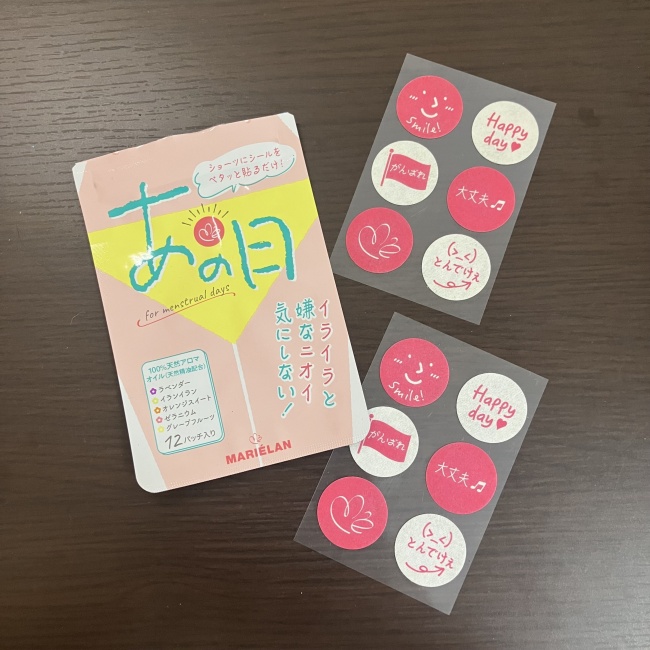 ショーツにシールを
ペタッと貼るだけ!
あの日
for menstrual days
イライラと
嫌なニオイ
気にしない!
100%天然アロマ
オイル(天然精油配合)
ラベンダー
イランイラン
オレンジスイート
ゼラニウム
グレープフルーツ
12パッチ入り
MARIÉLAN
Smile!
Happy
day♥
がんばれ
大丈夫♫
(>_<)
とんでけぇ
Smile!
Happy
day♥
がんばれ
大丈夫♫
(>_<)
とんでけぇ